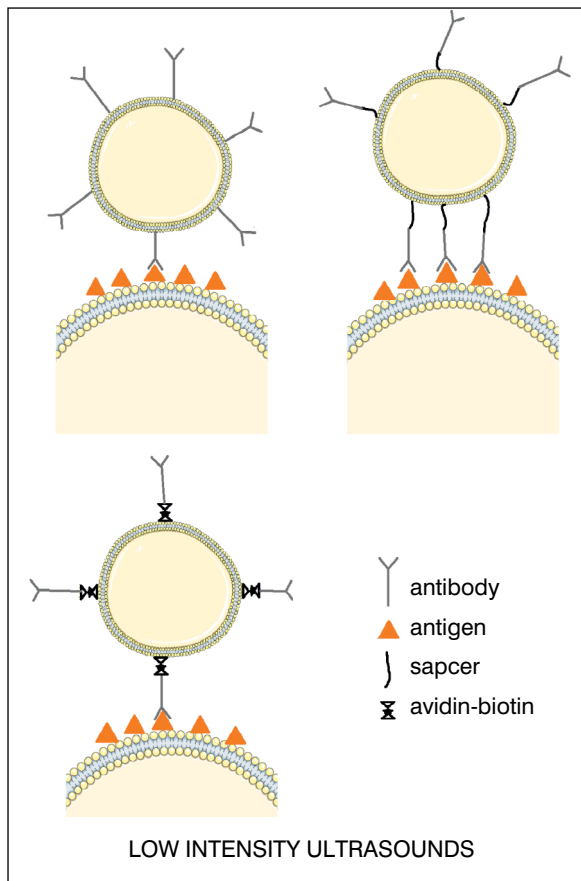 antibody
antigen
sapcer
avidin-biotin
LOW INTENSITY ULTRASOUNDS